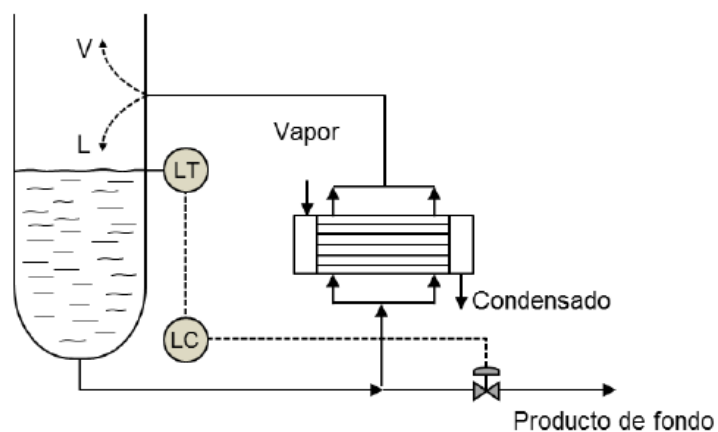 V
L
Vapor
LT
Condensado
LC
Producto de fondo